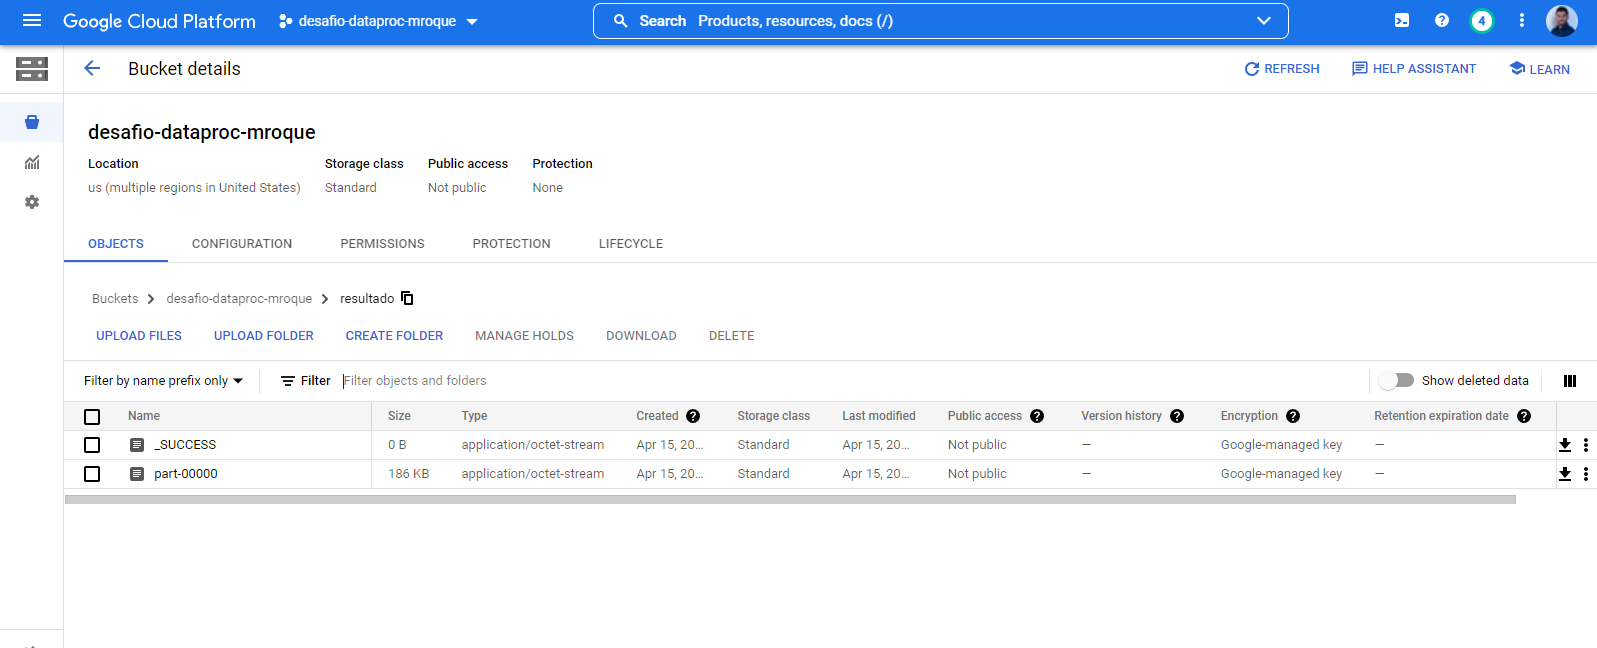 Google Cloud Platform desafio-dataproc-mroque Search Products, resources, docs (/) 4
Bucket details REFRESH HELP ASSISTANT LEARN
desafio-dataproc-mroque
Location Storage class Public access Protection
us (multiple regions in United States) Standard Not public None
OBJECTS CONFIGURATION PERMISSIONS PROTECTION LIFECYCLE
Buckets > desafio-dataproc-mroque > resultado
UPLOAD FILES UPLOAD FOLDER CREATE FOLDER MANAGE HOLDS DOWNLOAD DELETE
Filter by name prefix only Filter Filter objects and folders Show deleted data
Name Size Type Created Storage class Last modified Public access Version history Encryption Retention expiration date
_SUCCESS 0 B application/octet-stream Apr 15, 20... Standard Apr 15, 20... Not public — Google-managed key —
part-00000 186 KB application/octet-stream Apr 15, 20... Standard Apr 15, 20... Not public — Google-managed key —